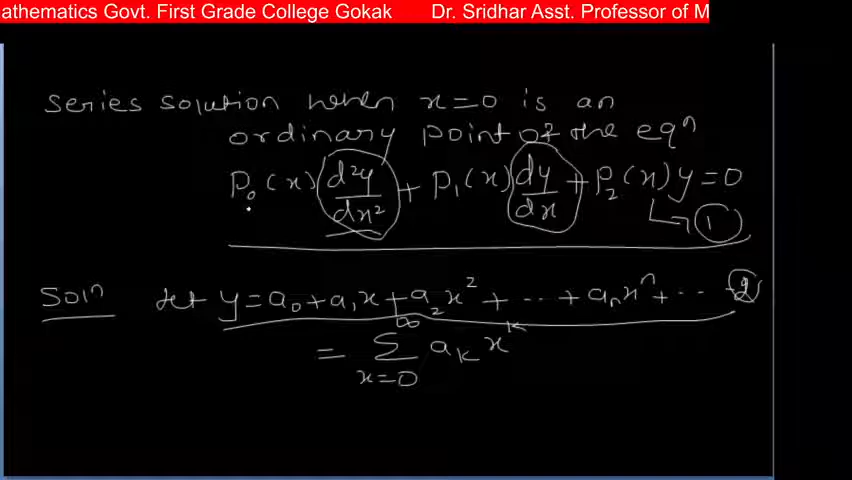 athematics Govt. First Grade College Gokak Dr. Sridhar Asst. Professor of M
series solution when x=0 is an
ordinary point of the eqn
P₀(x) d²y/dx² + P₁(x) dy/dx + P₂(x) y = 0
↳ 1
Soln let y = a₀ + a₁x + a₂x² + ... + aₙxⁿ + ... - 2
= ∑_{x=0}^{∞} aₖ xᵏ